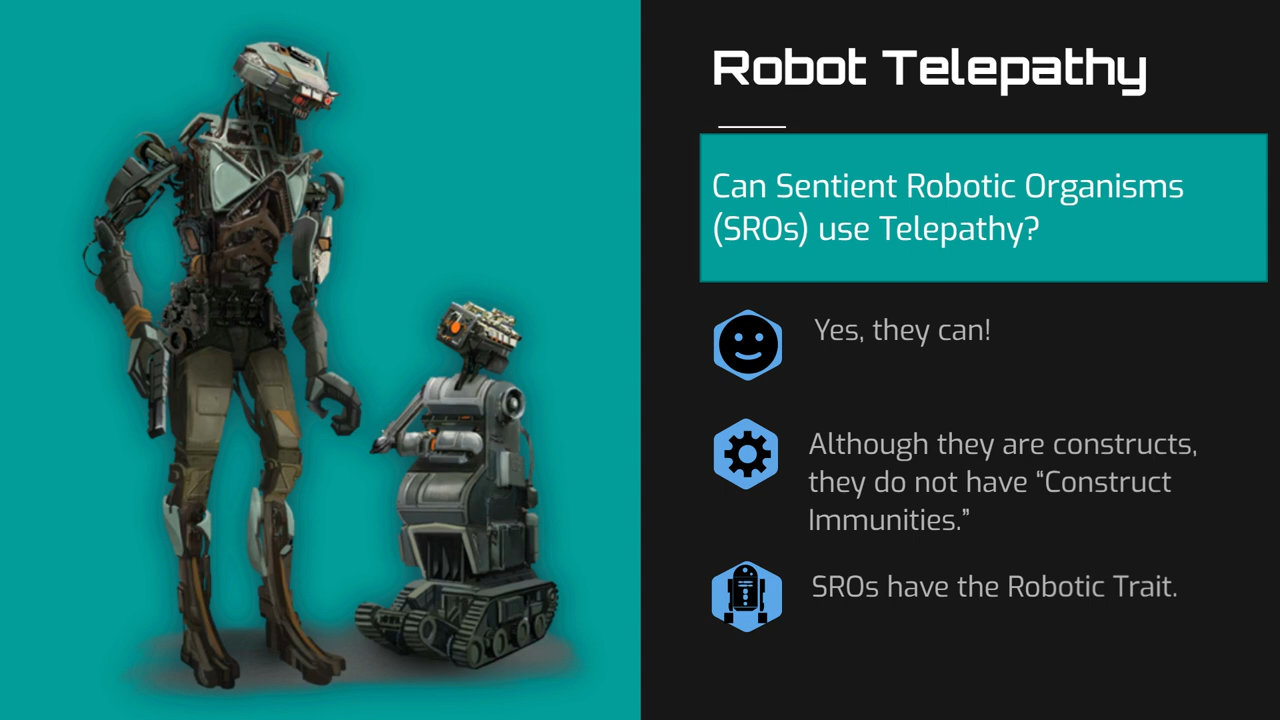 Robot Telepathy
Can Sentient Robotic Organisms
(SROs) use Telepathy?
Yes, they can!
Although they are constructs,
they do not have “Construct
Immunities.”
SROs have the Robotic Trait.